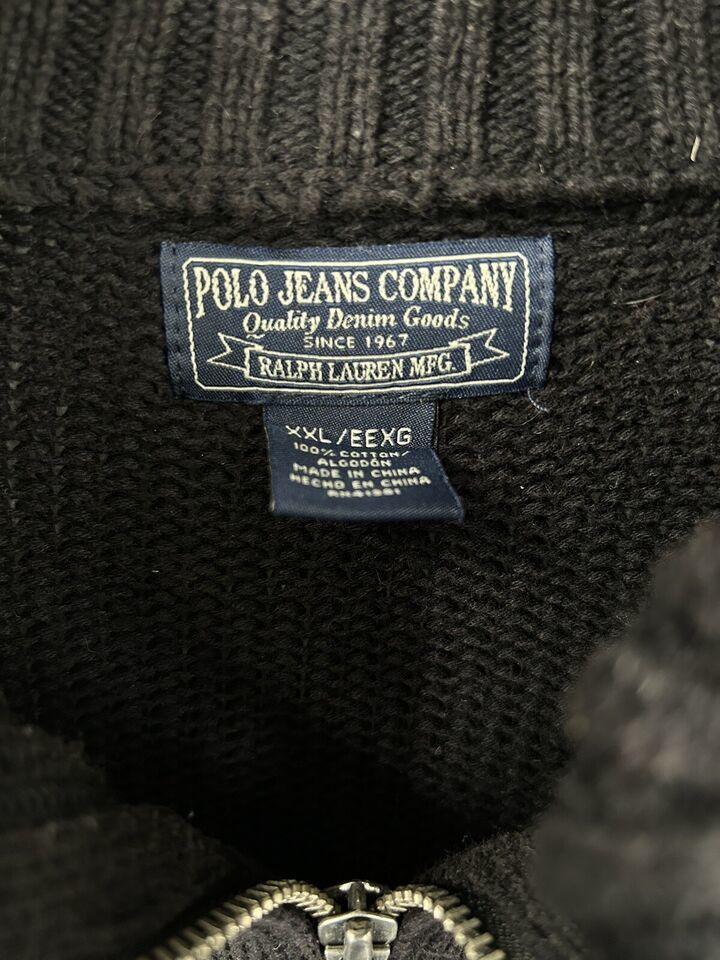 POLO JEANS COMPANY
Quality Denim Goods
SINCE 1967
RALPH LAUREN MFG.
XXL/EEXG
100% COTTON/
ALGODÓN
MADE IN CHINA
HECHO EN CHINA
RN41381